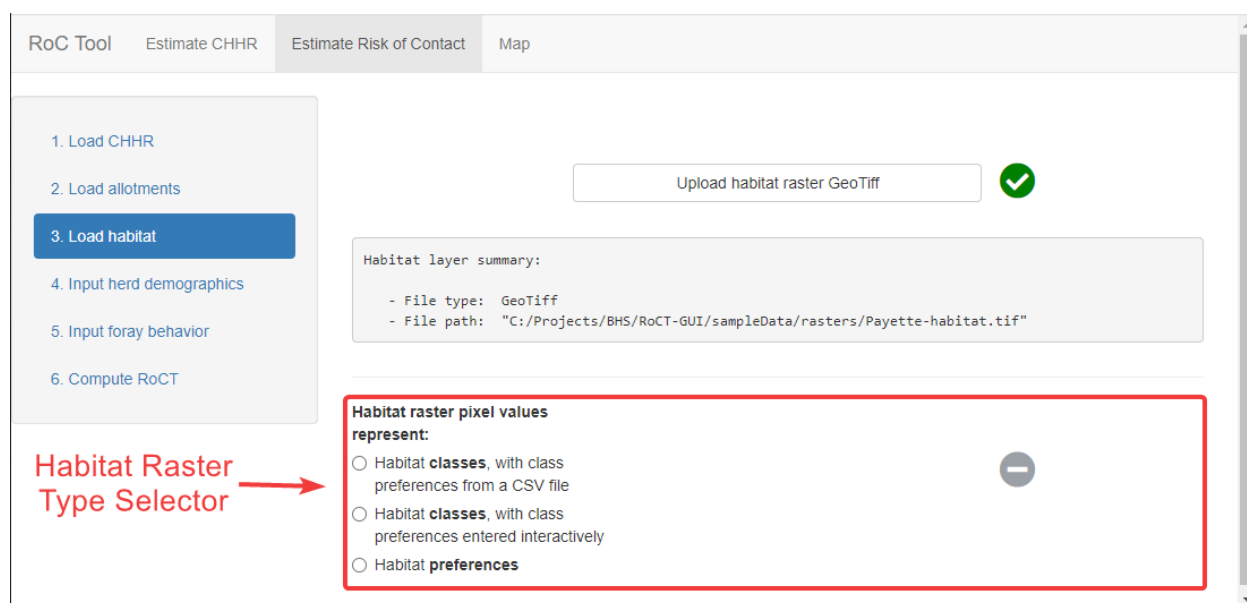 RoC Tool Estimate CHHR Estimate Risk of Contact Map
1. Load CHHR
2. Load allotments
3. Load habitat
4. Input herd demographics
5. Input foray behavior
6. Compute RoCT
Upload habitat raster GeoTiff
Habitat layer summary:
- File type: GeoTiff
- File path: "C:/Projects/BHS/RoCT-GUI/sampleData/rasters/Payette-habitat.tif"
Habitat Raster
Type Selector
Habitat raster pixel values
represent:
Habitat classes, with class
preferences from a CSV file
Habitat classes, with class
preferences entered interactively
Habitat preferences